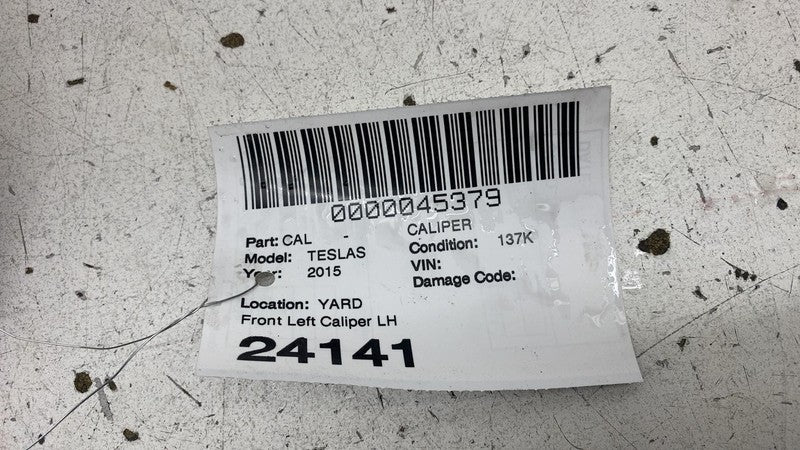 0000045379
Part: CAL - CALIPER
Model: TESLAS Condition: 137K
Year: 2015 VIN:
Damage Code:
Location: YARD
Front Left Caliper LH
24141